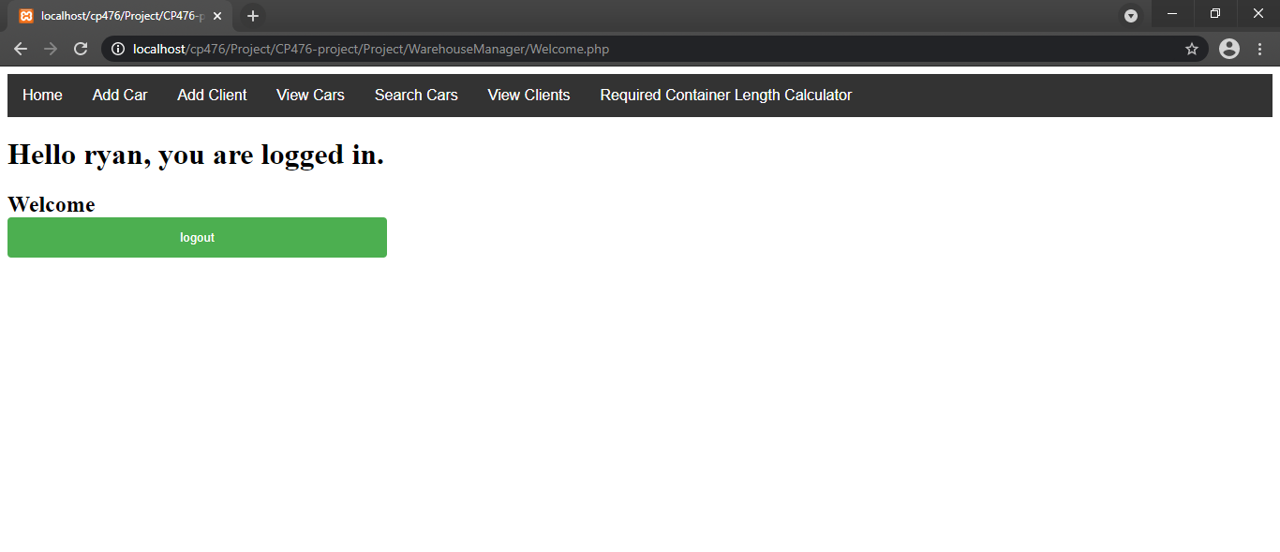 localhost/cp476/Project/CP476-p
localhost/cp476/Project/CP476-project/Project/WarehouseManager/Welcome.php
Home Add Car Add Client View Cars Search Cars View Clients Required Container Length Calculator
Hello ryan, you are logged in.
Welcome
logout